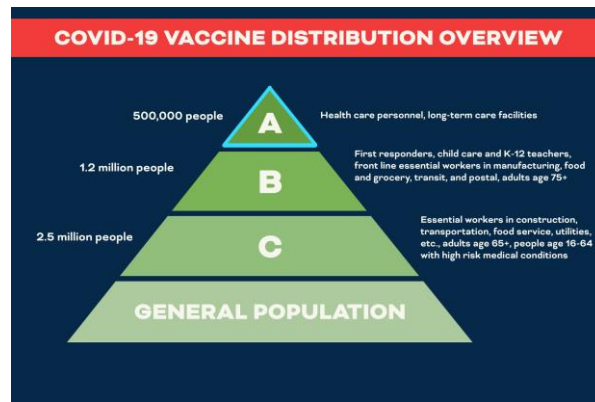 COVID-19 VACCINE DISTRIBUTION OVERVIEW
500,000 people
A
Health care personnel, long-term care facilities
1.2 million people
B
First responders, child care and K-12 teachers,
front line essential workers in manufacturing, food
and grocery, transit, and postal, adults age 75+
2.5 million people
C
Essential workers in construction,
transportation, food service, utilities,
etc., adults age 65+, people age 16-64
with high risk medical conditions
GENERAL POPULATION